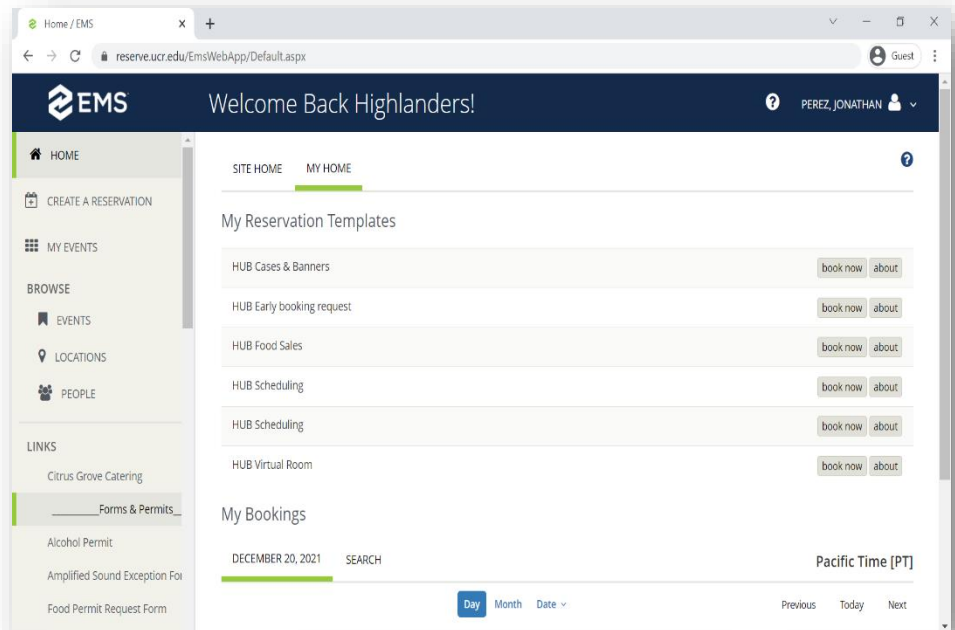 Home / EMS
reserve.ucr.edu/EmsWebApp/Default.aspx
Guest
EMS
Welcome Back Highlanders!
PEREZ, JONATHAN
HOME
CREATE A RESERVATION
MY EVENTS
BROWSE
EVENTS
LOCATIONS
PEOPLE
LINKS
Citrus Grove Catering
__________Forms & Permits__
Alcohol Permit
Amplified Sound Exception For
Food Permit Request Form
SITE HOME MY HOME
My Reservation Templates
HUB Cases & Banners book now about
HUB Early booking request book now about
HUB Food Sales book now about
HUB Scheduling book now about
HUB Scheduling book now about
HUB Virtual Room book now about
My Bookings
DECEMBER 20, 2021 SEARCH Pacific Time [PT]
Day Month Date Previous Today Next